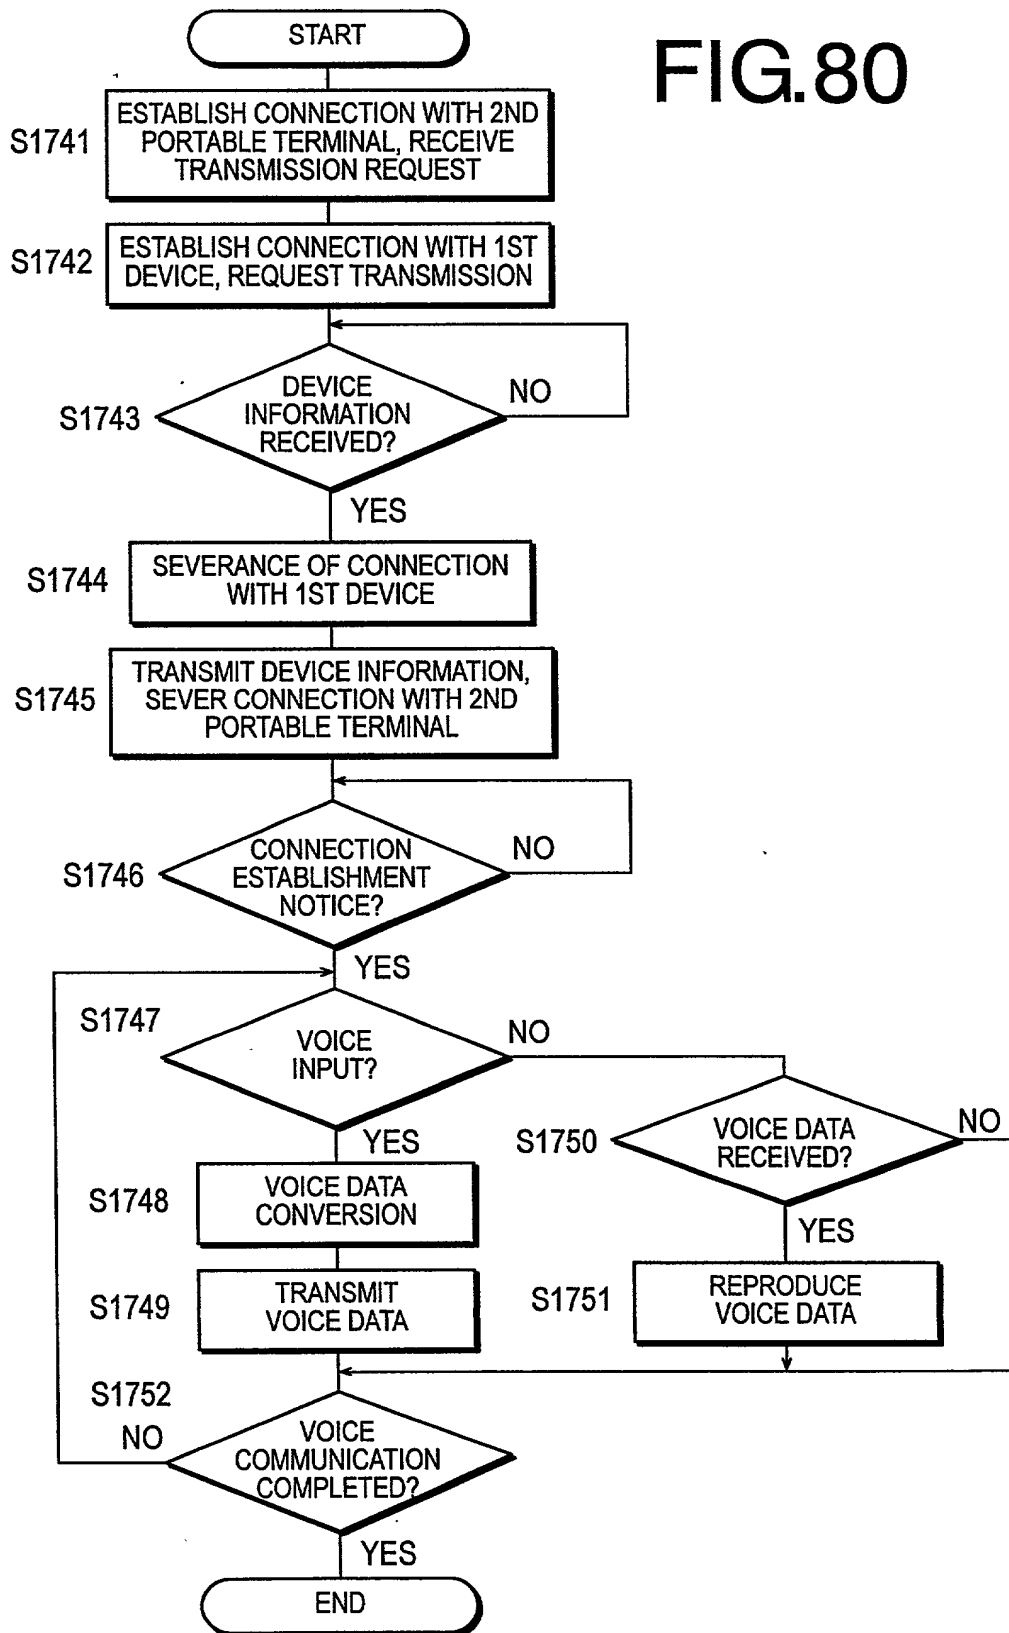 START
FIG.80
S1741
ESTABLISH CONNECTION WITH 2ND
PORTABLE TERMINAL, RECEIVE
TRANSMISSION REQUEST
S1742
ESTABLISH CONNECTION WITH 1ST
DEVICE, REQUEST TRANSMISSION
S1743
DEVICE
INFORMATION
RECEIVED?
NO
YES
S1744
SEVERANCE OF CONNECTION
WITH 1ST DEVICE
S1745
TRANSMIT DEVICE INFORMATION,
SEVER CONNECTION WITH 2ND
PORTABLE TERMINAL
S1746
CONNECTION
ESTABLISHMENT
NOTICE?
NO
YES
S1747
VOICE
INPUT?
NO
YES
S1750
VOICE DATA
RECEIVED?
NO
YES
S1748
VOICE DATA
CONVERSION
S1749
TRANSMIT
VOICE DATA
S1751
REPRODUCE
VOICE DATA
S1752
NO
VOICE
COMMUNICATION
COMPLETED?
YES
END